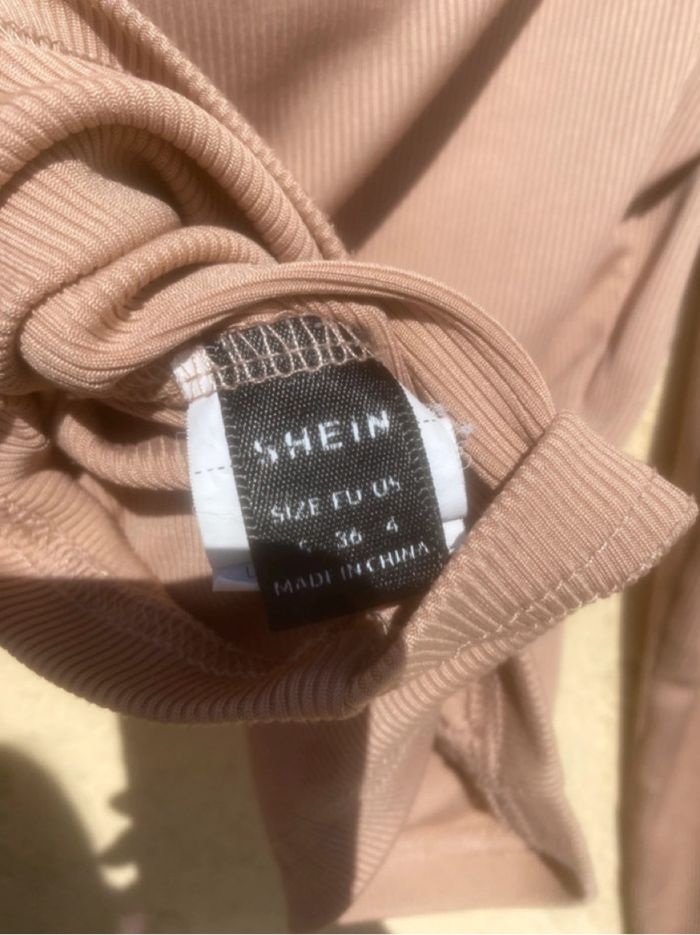 SHEIN
SIZE EU US
36 4
MADE IN CHINA